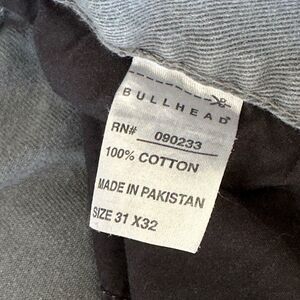 BULLHEAD
RN# 090233
100% COTTON
MADE IN PAKISTAN
SIZE 31 X32